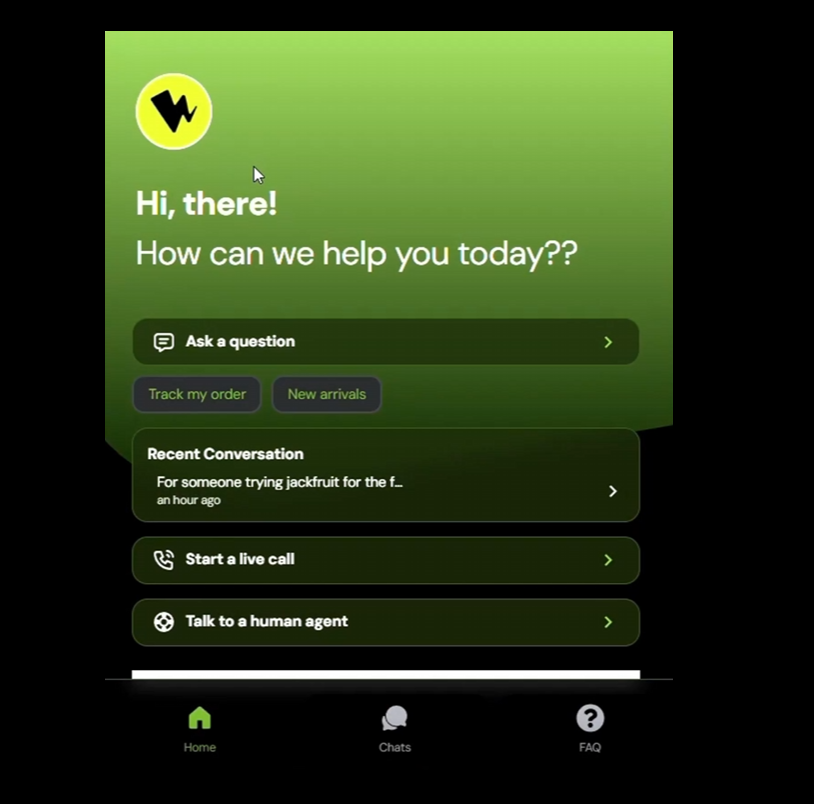 Hi, there!
How can we help you today??
Ask a question
Track my order
New arrivals
Recent Conversation
For someone trying jackfruit for the f...
an hour ago
Start a live call
Talk to a human agent
Home
Chats
FAQ